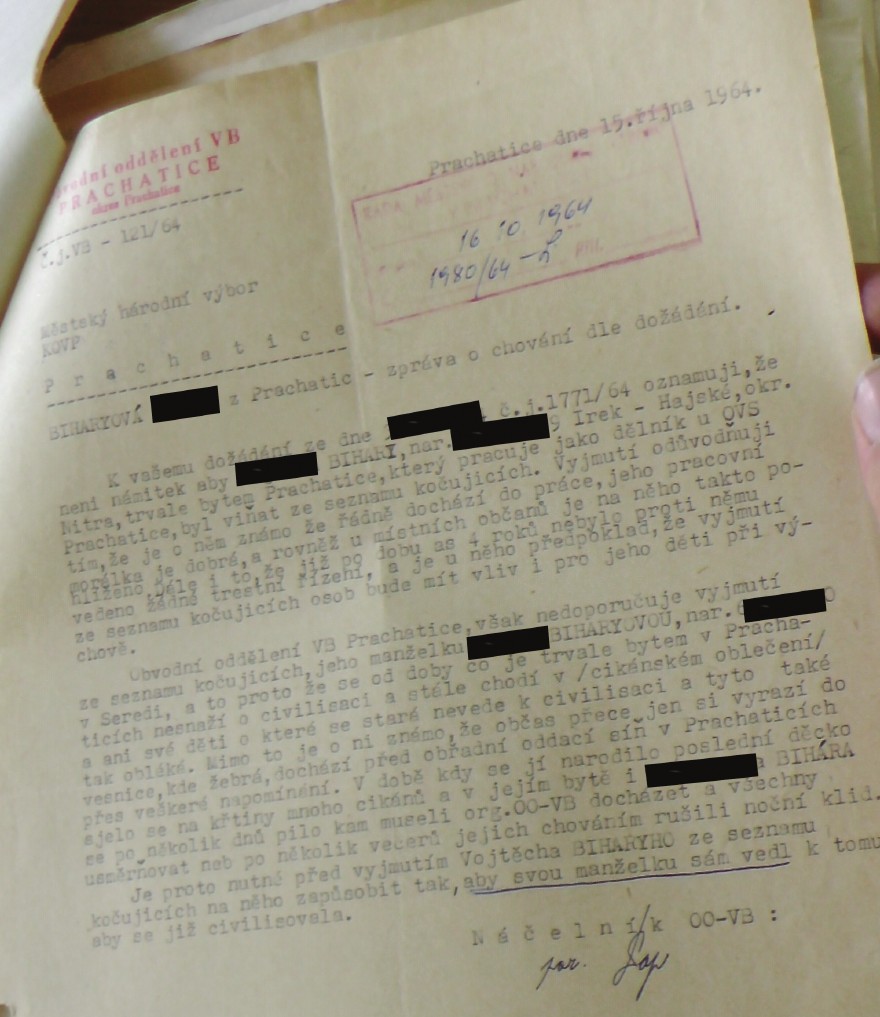 oddělení VB
PRACHATICE
okres Prachatice
Prachatice dne 15.října 1964.
č.j.VB - 121/64
16 10 1964
1980/64
Městský národní výbor
KOVP
P r a c h a t i c e
BIHARYOVÁ z Prachatic - zpráva o chování dle dožádání.
K vašemu dožádání ze dne č.j.1771/64 oznamuji,že
neni námitek aby BIHARI,nar. 9 Irek - Hajské,okr.
Nitra,trvale bytem Prachatice,který pracuje jako dělník u OVS
Prachatice,byl viňat ze seznamu kočujících. Vyjmutí odůvodňuji
tím,že je o něm známo že řádně dochází do práce,jeho pracovní
morálka je dobrá,a rovněž u místních občanů je na něho takto po-
hlíženo,dále i to,že již po dobu as 4 roků nebylo proti němu
vedeno žádné trestní řízení, a je u něho předpoklad,že vyjmutí
ze seznamu kočujících osob bude mít vliv i pro jeho děti při vý-
chově.
Obvodní oddělení VB Prachatice,však nedoporučuje vyjmutí
ze seznamu kočujících,jeho manželku BIHARYOVOU,nar.6 0
v Seredi, a to proto že se od doby co je trvale bytem v Pracha-
ticích nesnaží o civilisaci a stále chodí v /cikánském oblečení/
a ani své děti o které se stará nevede k civilisaci a tyto také
tak obláká. Mimo to je o ni známo,že občas přece jen si vyrazí do
vesnice,kde žebrá,dochází před obřadní oddací síň v Prachaticích
přes veškeré napomínání. V době kdy se jí narodilo poslední děcko
sjelo se na křtiny mnoho cikánů a v jejím bytě i a BIHÁRA
se po několik dnů pilo kam museli org.OO-VB docházet a všechny
usměrňovat neb po několik večerů jejich chováním rušili noční klid.
Je proto nutné před vyjmutím Vojtěcha BIHARYHO ze seznamu
kočujících na něho zapůsobit tak,aby svou manželku sám vedl k tomu
aby se již civilisovala.
N á č e l n í k OO-VB :
por.